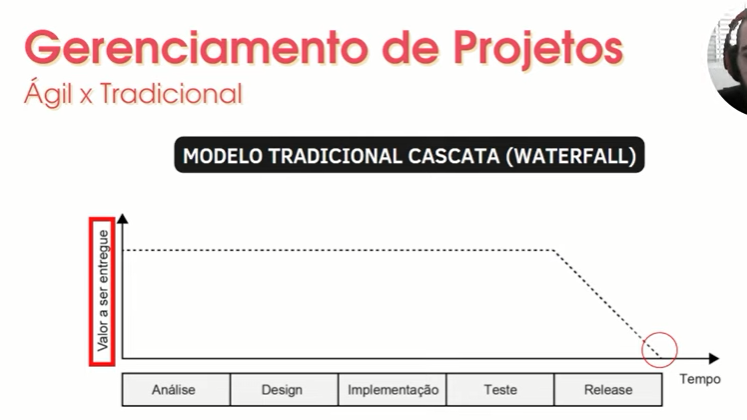 Gerenciamento de Projetos
Ágil x Tradicional
MODELO TRADICIONAL CASCATA (WATERFALL)
Valor a ser entregue
Tempo
Análise
Design
Implementação
Teste
Release